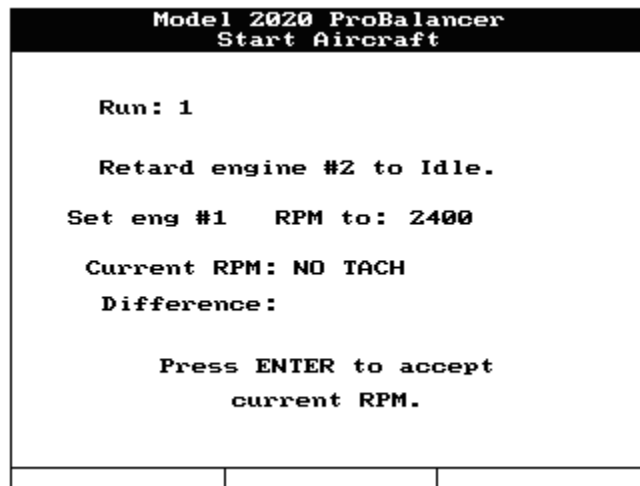 Model 2020 ProBalancer
Start Aircraft
Run: 1
Retard engine #2 to Idle.
Set eng #1 RPM to: 2400
Current RPM: NO TACH
Difference:
Press ENTER to accept
current RPM.